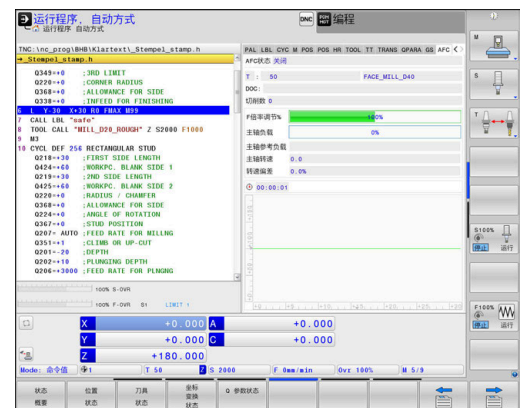 运行程序, 自动方式
运行程序 自动方式
DNC
编程
TNC:\nc_prog\BHB\Klartext\_Stempel_stamp.h
→_Stempel_stamp.h
Q349=+0 ;3RD LIMIT
Q220=+0 ;CORNER RADIUS
Q368=+0 ;ALLOWANCE FOR SIDE
Q338=+0 ;INFEED FOR FINISHING
6 L Y-30 X+30 R0 FMAX M99
7 CALL LBL "safe"
8 TOOL CALL "MILL_D20_ROUGH" Z S2000 F1000
9 M3
10 CYCL DEF 256 RECTANGULAR STUD
Q218=+30 ;FIRST SIDE LENGTH
Q424=+60 ;WORKPC. BLANK SIDE 1
Q219=+30 ;2ND SIDE LENGTH
Q425=+60 ;WORKPC. BLANK SIDE 2
Q220=+0 ;RADIUS / CHAMFER
Q368=+0 ;ALLOWANCE FOR SIDE
Q224=+0 ;ANGLE OF ROTATION
Q367=+0 ;STUD POSITION
Q207= AUTO ;FEED RATE FOR MILLNG
Q351=+1 ;CLIMB OR UP-CUT
Q201=-20 ;DEPTH
Q202=+10 ;PLUNGING DEPTH
Q206=+3000 ;FEED RATE FOR PLNGNG
100% S-OVR
100% F-OVR S1 LIMIT 1
PAL LBL CYC M POS POS HR TOOL TT TRANS QPARA GS AFC
AFC状态 关闭
T : 50 FACE_MILL_D40
DOC:
切削数 0
F倍率调节% 100%
主轴负载 0%
主轴参考负载
主轴转速 0.0
转速偏差 0.0%
00:00:01
X +0.000 A +0.000
Y +0.000 C +0.000
Z +180.000
Mode: 命令值 1 T 50 Z S 2000 F 0mm/min Ovr 100% M 5/9
状态 概要
位置 状态
刀具 状态
坐标 变换 状态
Q 参数状态
M
S
T
S100%
停止 运行
F100%
停止 运行